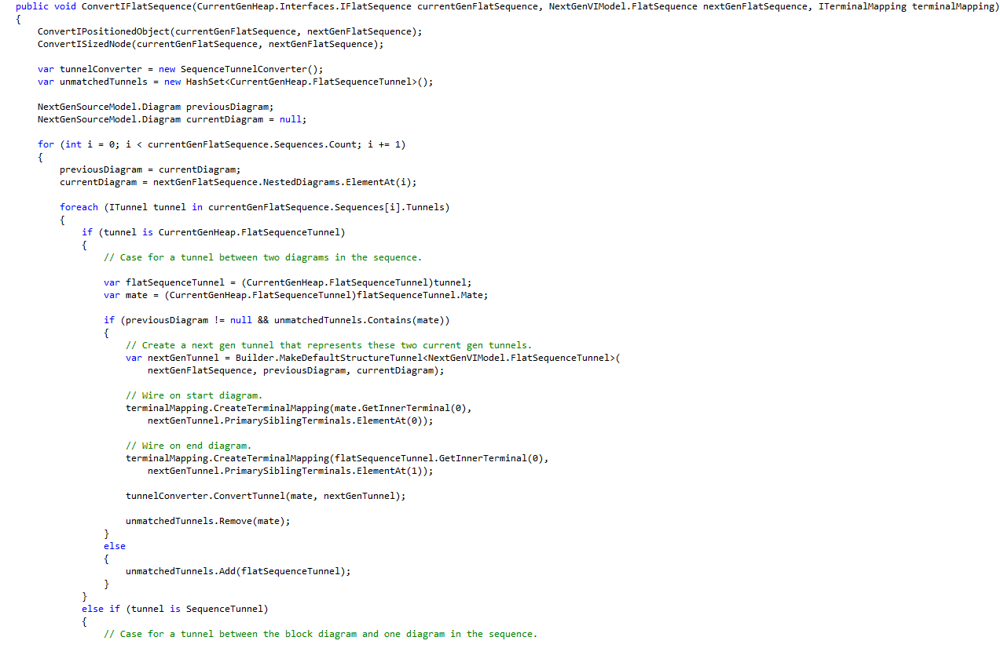 public void ConvertIFlatSequence(CurrentGenHeap.Interfaces.IFlatSequence currentGenFlatSequence, NextGenVIModel.FlatSequence nextGenFlatSequence, ITerminalMapping terminalMapping)
{
    ConvertIPositionedObject(currentGenFlatSequence, nextGenFlatSequence);
    ConvertISizedNode(currentGenFlatSequence, nextGenFlatSequence);

    var tunnelConverter = new SequenceTunnelConverter();
    var unmatchedTunnels = new HashSet<CurrentGenHeap.FlatSequenceTunnel>();

    NextGenSourceModel.Diagram previousDiagram;
    NextGenSourceModel.Diagram currentDiagram = null;

    for (int i = 0; i < currentGenFlatSequence.Sequences.Count; i += 1)
    {
        previousDiagram = currentDiagram;
        currentDiagram = nextGenFlatSequence.NestedDiagrams.ElementAt(i);

        foreach (ITunnel tunnel in currentGenFlatSequence.Sequences[i].Tunnels)
        {
            if (tunnel is CurrentGenHeap.FlatSequenceTunnel)
            {
                // Case for a tunnel between two diagrams in the sequence.

                var flatSequenceTunnel = (CurrentGenHeap.FlatSequenceTunnel)tunnel;
                var mate = (CurrentGenHeap.FlatSequenceTunnel)flatSequenceTunnel.Mate;

                if (previousDiagram != null && unmatchedTunnels.Contains(mate))
                {
                    // Create a next gen tunnel that represents these two current gen tunnels.
                    var nextGenTunnel = Builder.MakeDefaultStructureTunnel<NextGenVIModel.FlatSequenceTunnel>(
                        nextGenFlatSequence, previousDiagram, currentDiagram);

                    // Wire on start diagram.
                    terminalMapping.CreateTerminalMapping(mate.GetInnerTerminal(0),
                        nextGenTunnel.PrimarySiblingTerminals.ElementAt(0));

                    // Wire on end diagram.
                    terminalMapping.CreateTerminalMapping(flatSequenceTunnel.GetInnerTerminal(0),
                        nextGenTunnel.PrimarySiblingTerminals.ElementAt(1));

                    tunnelConverter.ConvertTunnel(mate, nextGenTunnel);

                    unmatchedTunnels.Remove(mate);
                }
                else
                {
                    unmatchedTunnels.Add(flatSequenceTunnel);
                }
            }
            else if (tunnel is SequenceTunnel)
            {
                // Case for a tunnel between the block diagram and one diagram in the sequence.